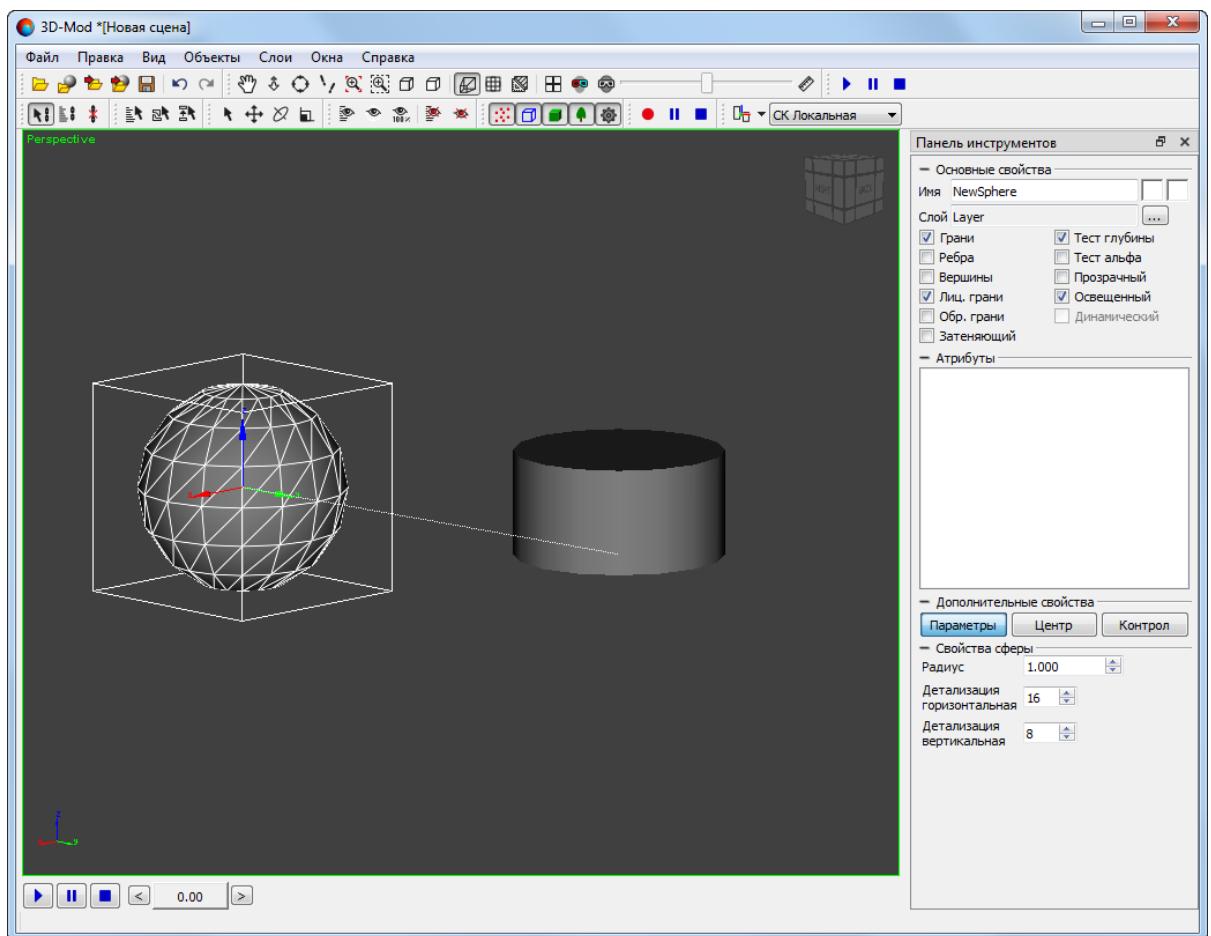 3D-Mod *[Новая сцена]
Файл Правка Вид Объекты Слои Окна Справка
100%
СК Локальная
Perspective
Панель инструментов
Основные свойства
Имя NewSphere
Слой Layer ...
Грани Тест глубины
Ребра Тест альфа
Вершины Прозрачный
Лиц. грани Освещенный
Обр. грани Динамический
Затеняющий
Атрибуты
z
x y
Дополнительные свойства
Параметры Центр Контрол
Свойства сферы
Радиус 1.000
Детализация
горизонтальная 16
Детализация
вертикальная 8
z
x y
< 0.00 >